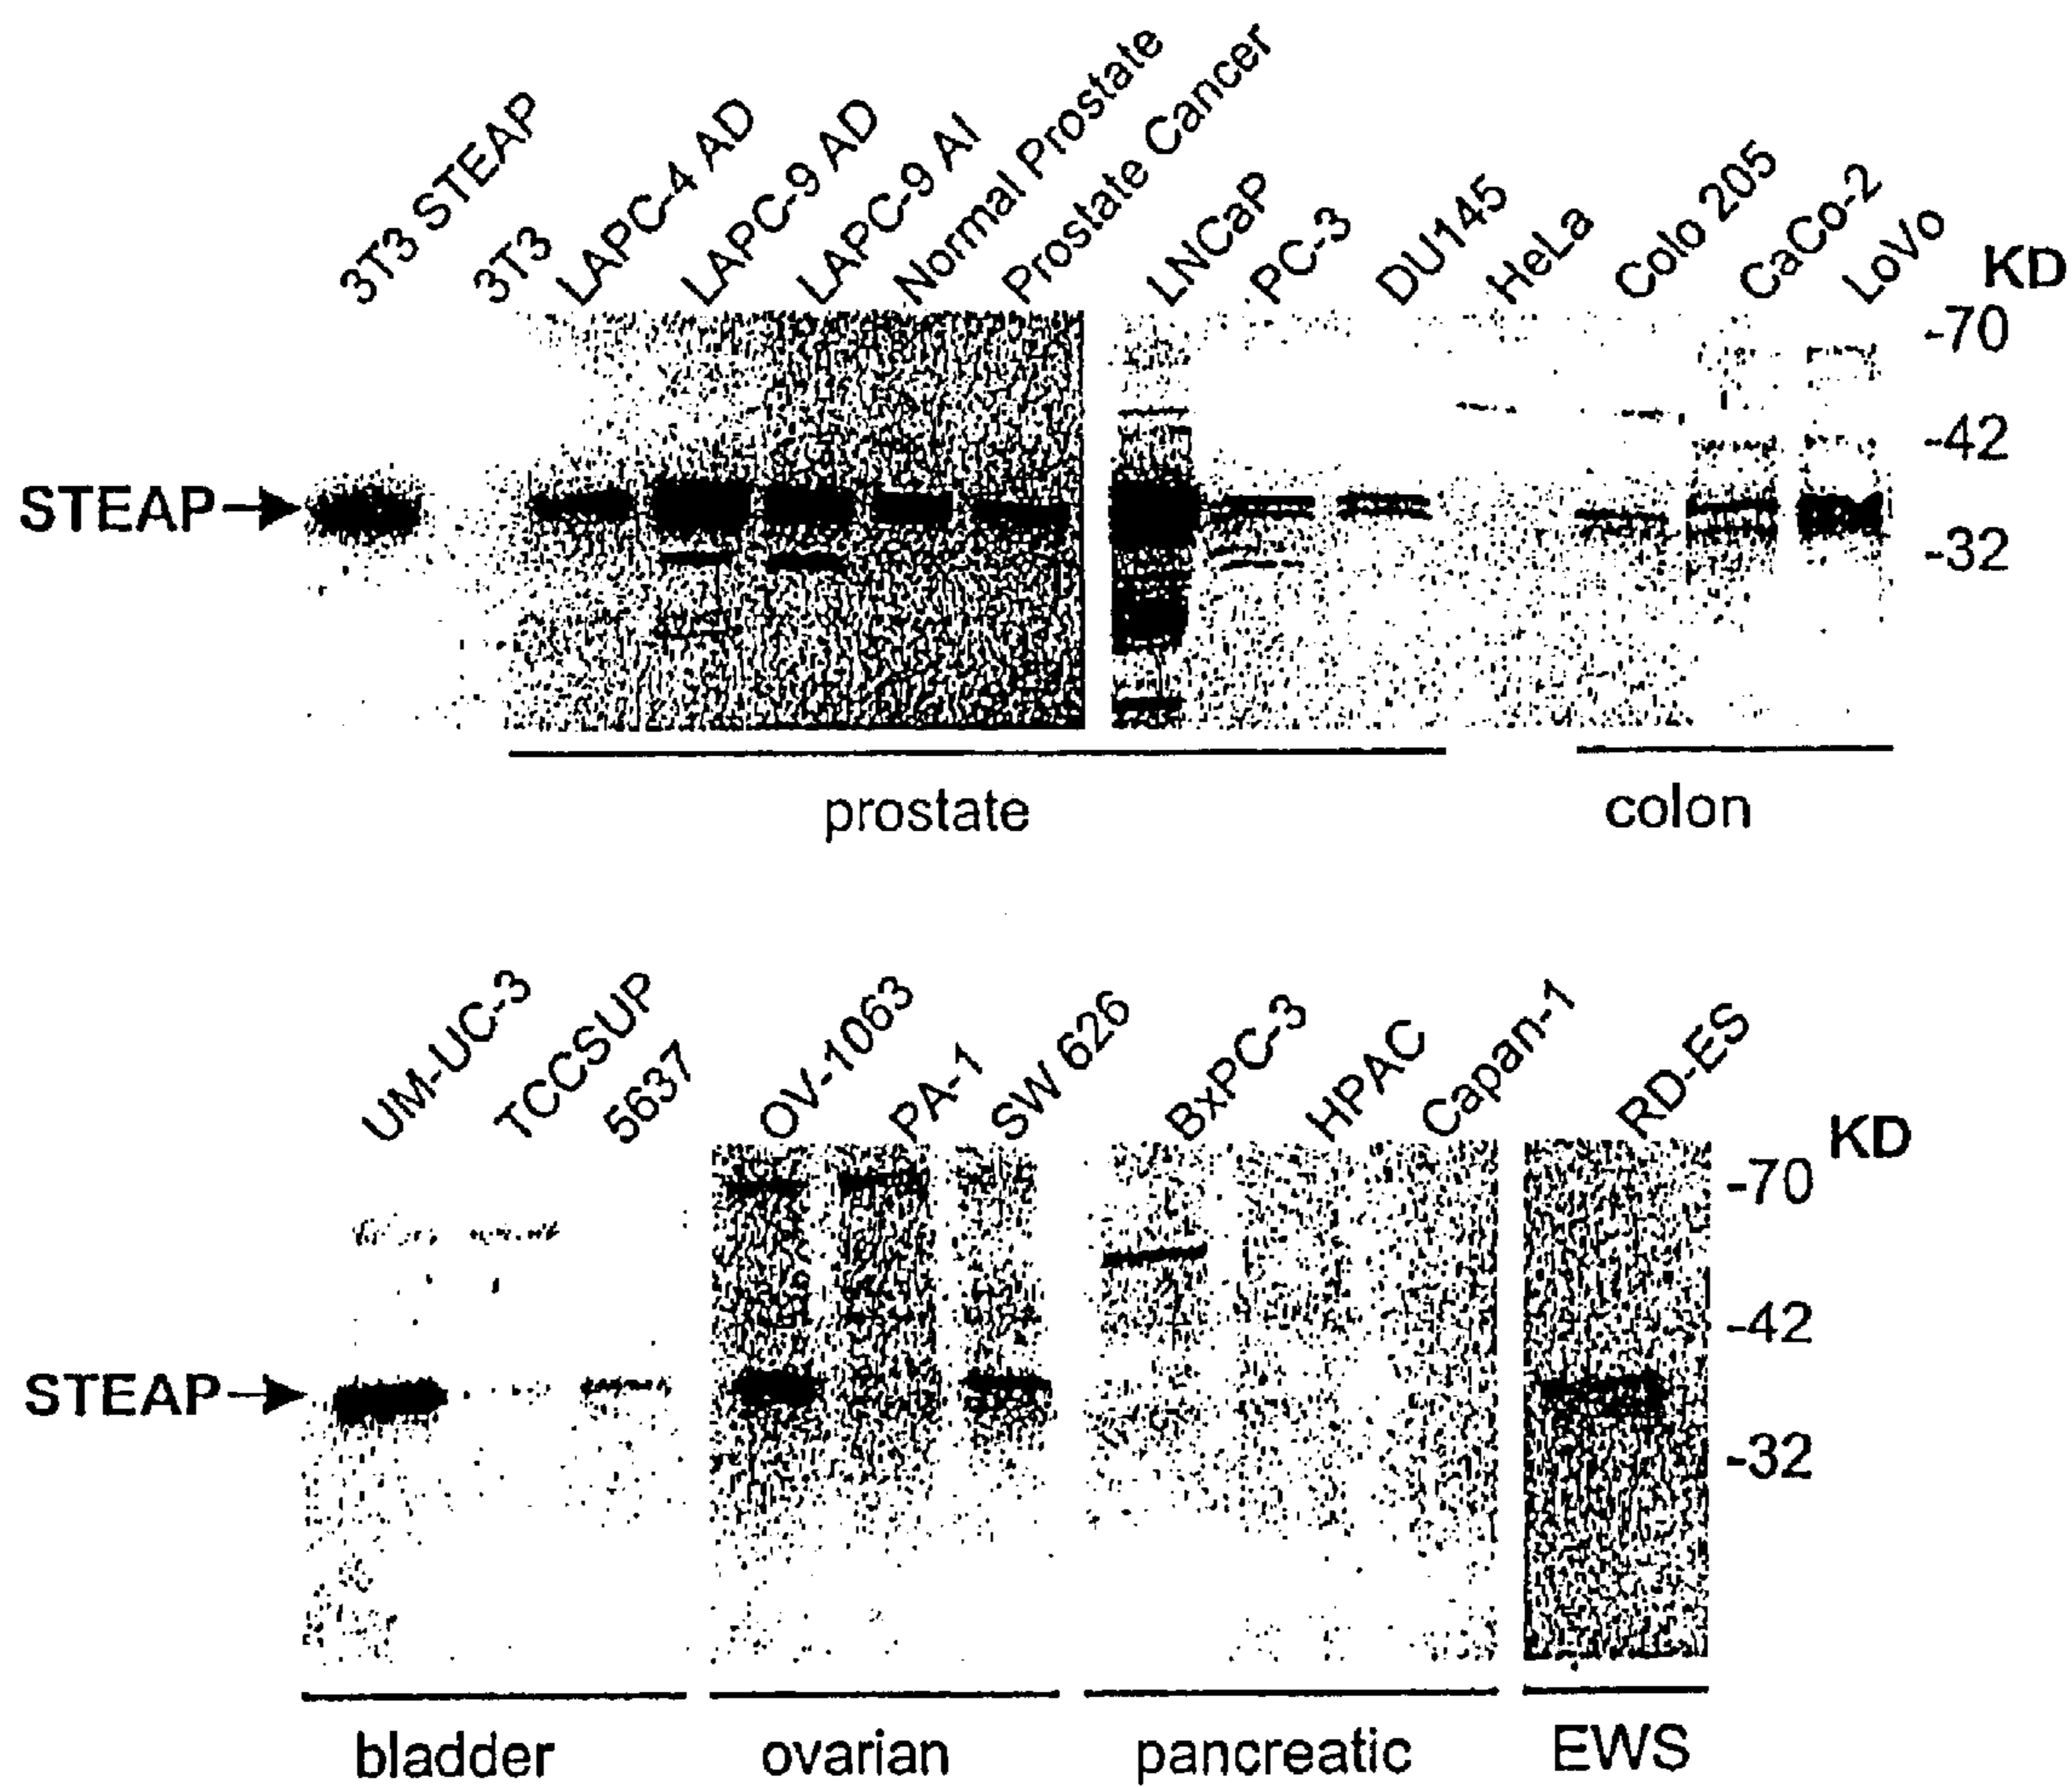 3T3 STEAP
3T3
LAPC-4 AD
LAPC-9 AD
LAPC-9 AI
Normal Prostate
Prostate Cancer
LNCaP
PC-3
DU145
HeLa
Colo 205
CaCo-2
LoVo
KD
-70
-42
STEAP
-32
prostate
colon
UM-UC-3
TCCSUP
5637
OV-1063
PA-1
SW 626
BxPC-3
HPAC
Capan-1
RD-ES
KD
-70
-42
STEAP
-32
bladder
ovarian
pancreatic
EWS